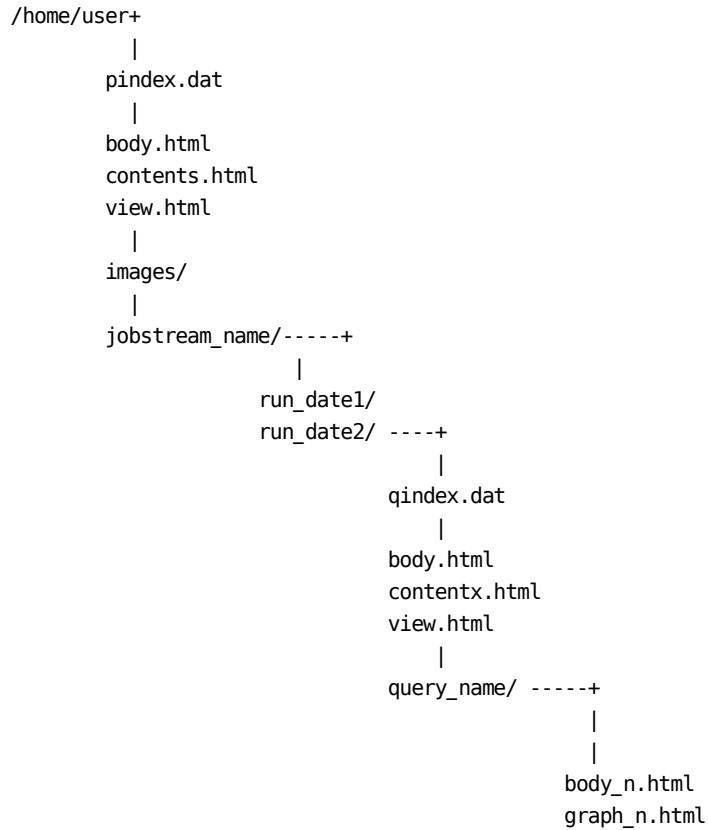 /home/user+
|
pindex.dat
|
body.html
contents.html
view.html
|
images/
|
jobstream_name/-----+
|
run_date1/
run_date2/ ----+
|
qindex.dat
|
body.html
contentx.html
view.html
|
query_name/ -----+
|
|
body_n.html
graph_n.html